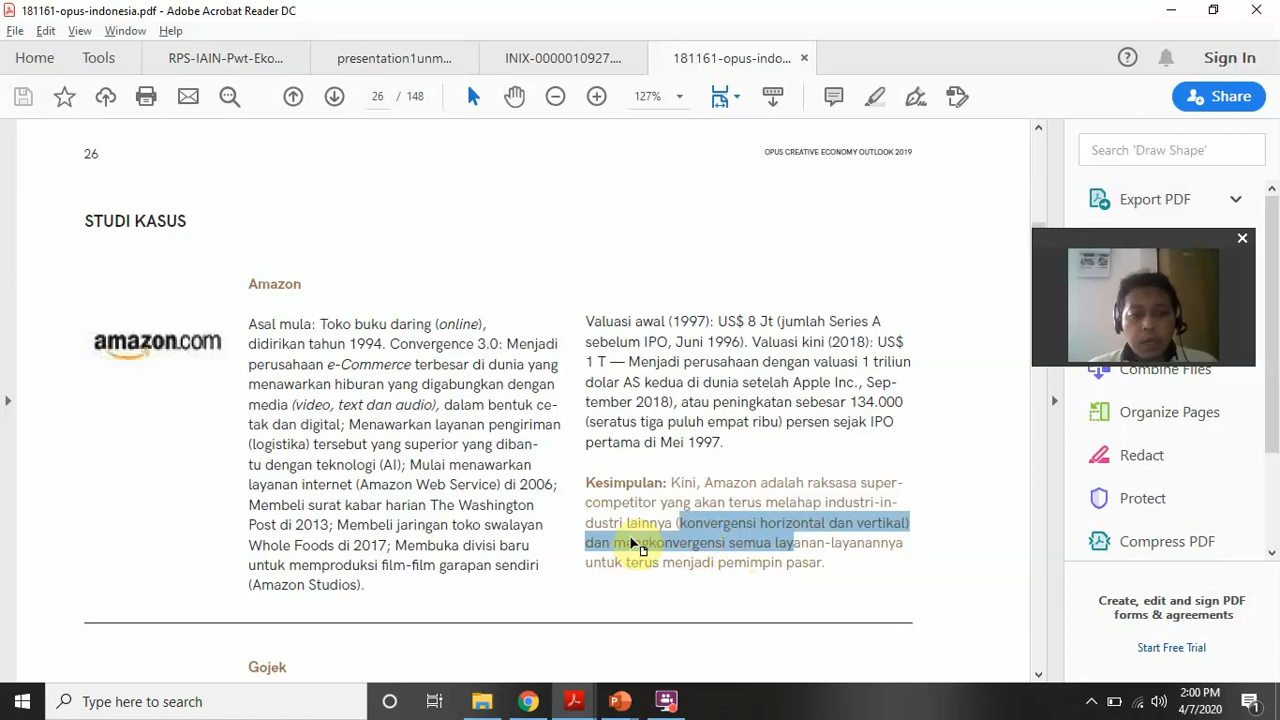 181161-opus-indonesia.pdf - Adobe Acrobat Reader DC
File Edit View Window Help
Home Tools RPS-IAIN-Pwt-Eko... presentation1unm... INIX-0000010927.... 181161-opus-indo...
Sign In
26 / 148
127%
Share
26
OPUS CREATIVE ECONOMY OUTLOOK 2019
STUDI KASUS
amazon.com
Amazon
Asal mula: Toko buku daring (online),
didirikan tahun 1994. Convergence 3.0: Menjadi
perusahaan e-Commerce terbesar di dunia yang
menawarkan hiburan yang digabungkan dengan
media (video, text dan audio), dalam bentuk ce-
tak dan digital; Menawarkan layanan pengiriman
(logistika) tersebut yang superior yang diban-
tu dengan teknologi (AI); Mulai menawarkan
layanan internet (Amazon Web Service) di 2006;
Membeli surat kabar harian The Washington
Post di 2013; Membeli jaringan toko swalayan
Whole Foods di 2017; Membuka divisi baru
untuk memproduksi film-film garapan sendiri
(Amazon Studios).
Valuasi awal (1997): US$ 8 Jt (jumlah Series A
sebelum IPO, Juni 1996). Valuasi kini (2018): US$
1 T — Menjadi perusahaan dengan valuasi 1 triliun
dolar AS kedua di dunia setelah Apple Inc., Sep-
tember 2018), atau peningkatan sebesar 134.000
(seratus tiga puluh empat ribu) persen sejak IPO
pertama di Mei 1997.
Kesimpulan: Kini, Amazon adalah raksasa super-
competitor yang akan terus melahap industri-in-
dustri lainnya (konvergensi horizontal dan vertikal)
dan mengkonvergensi semua layanan-layanannya
untuk terus menjadi pemimpin pasar.
Gojek
Search 'Draw Shape'
Export PDF
Combine Files
Organize Pages
Redact
Protect
Compress PDF
Create, edit and sign PDF
forms & agreements
Start Free Trial
Type here to search
2:00 PM
4/7/2020
1